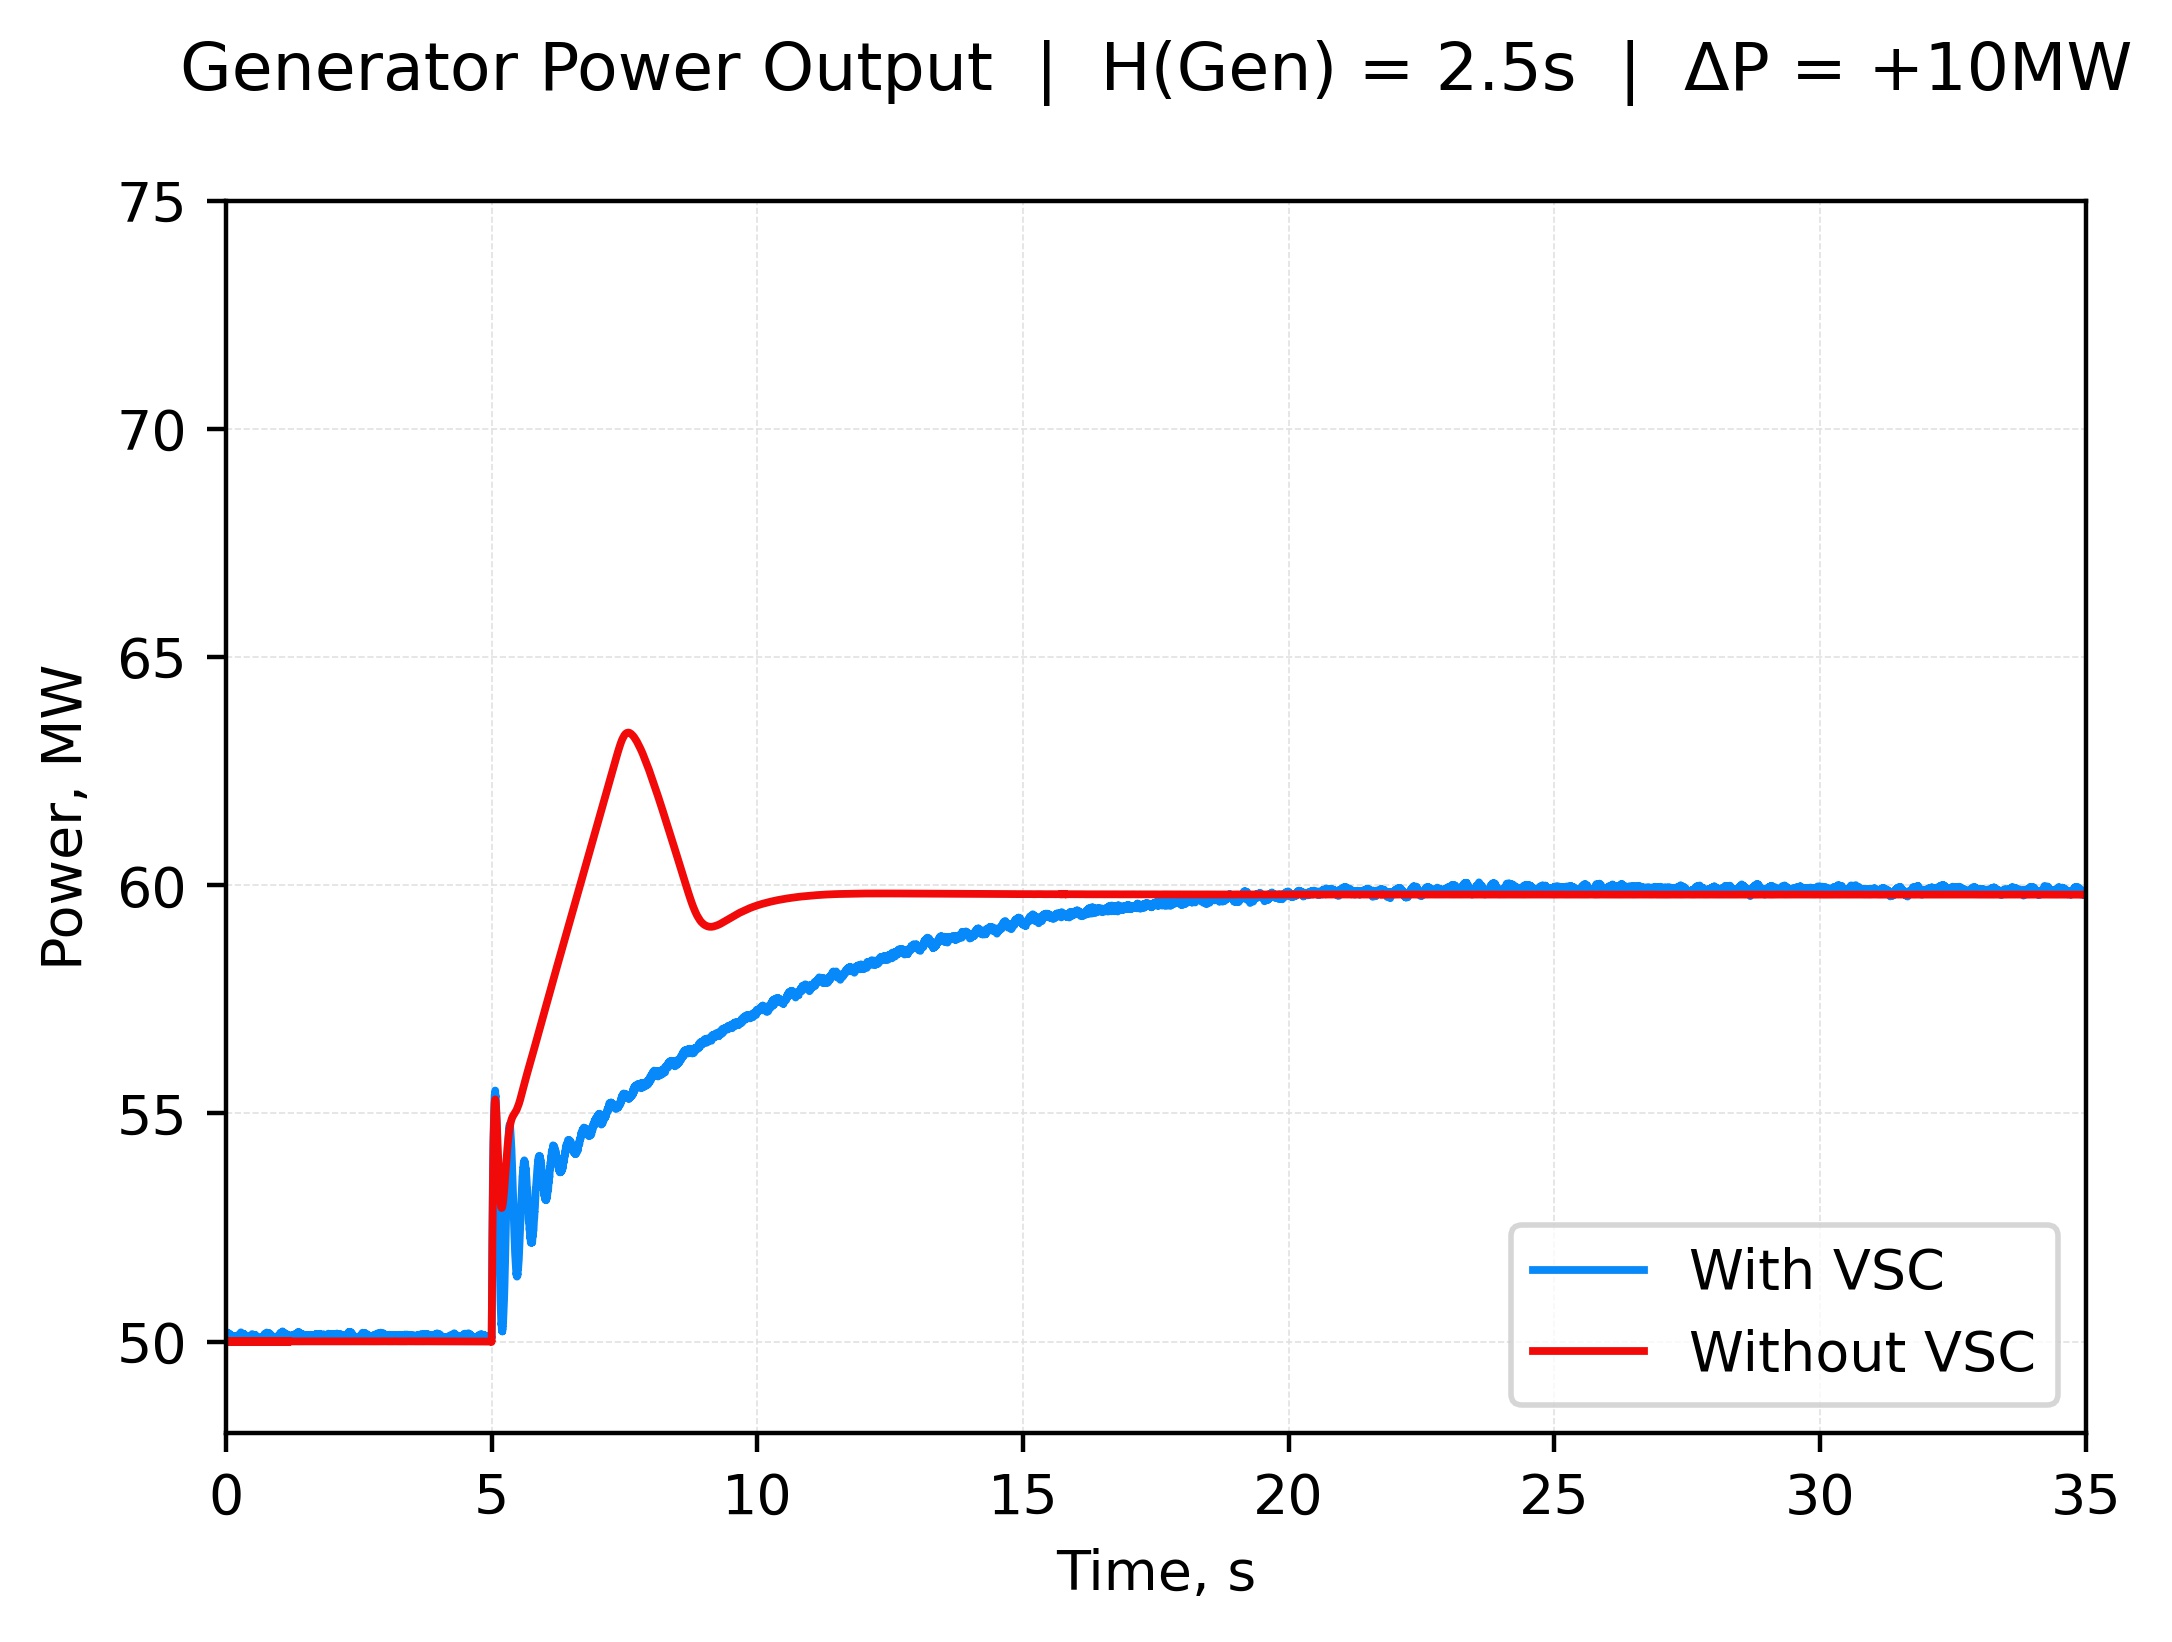 Generator Power Output | H(Gen) = 2.5s | ΔP = +10MW
75
70
65
60
55
50
Power, MW
With VSC
Without VSC
0 5 10 15 20 25 30 35
Time, s